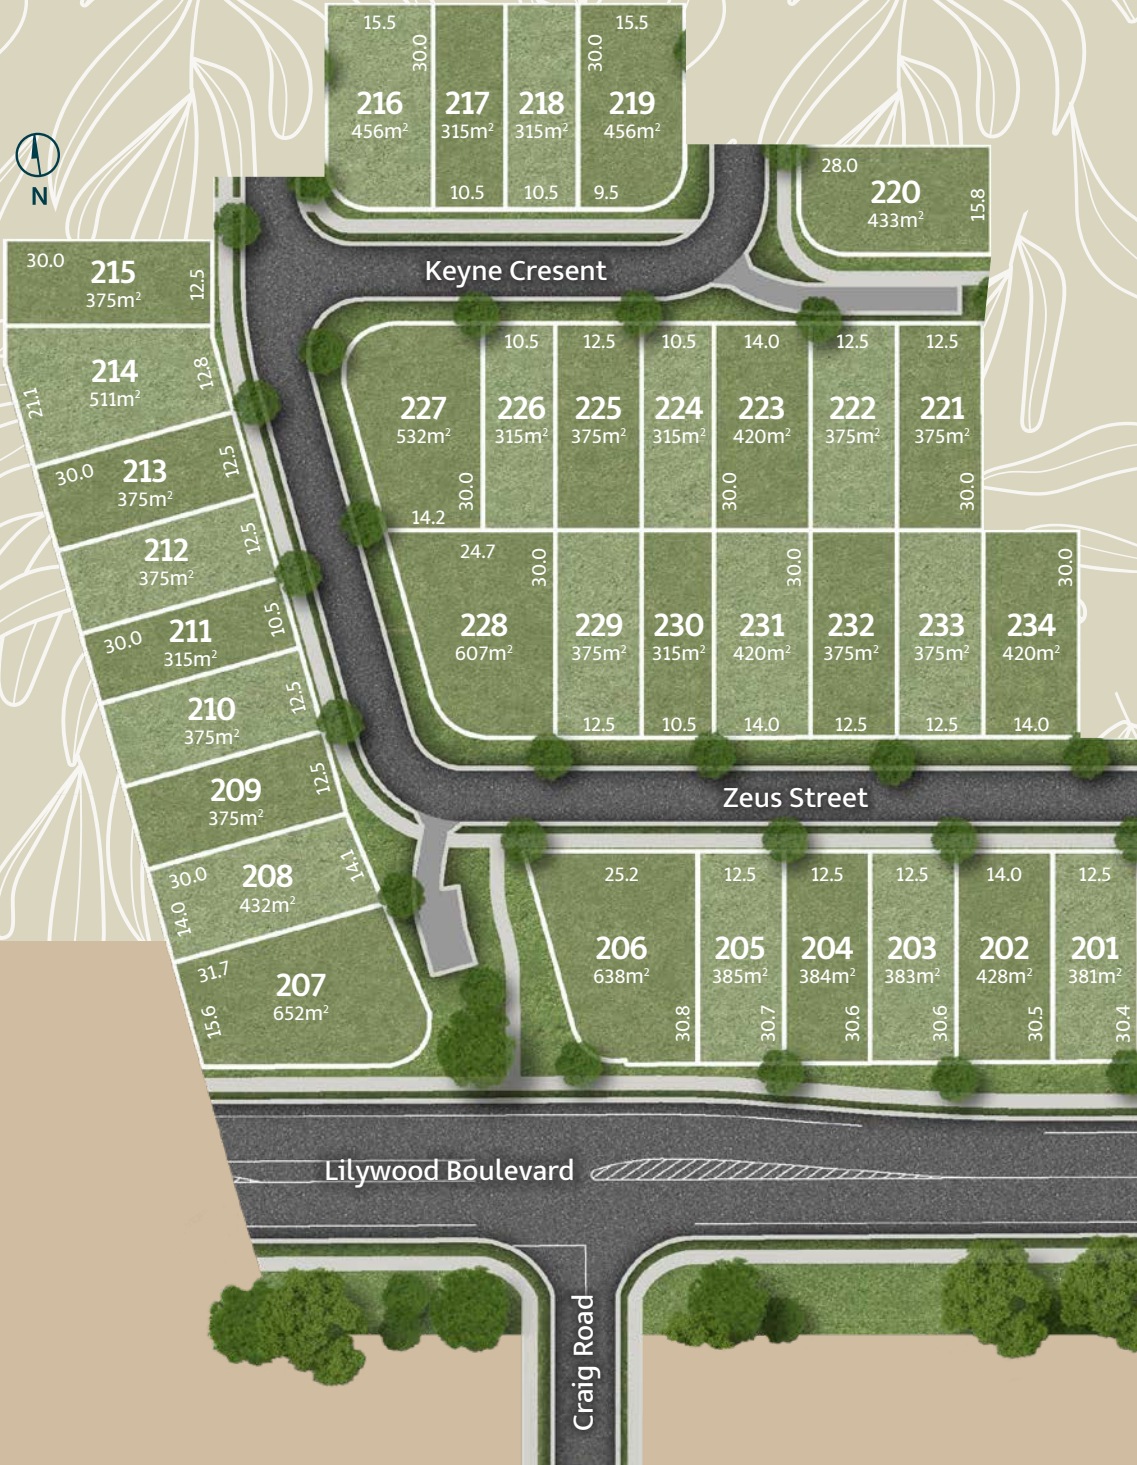 15.5
30.0
30.0
15.5
216
456m²
217
315m²
218
315m²
219
456m²
10.5
10.5
9.5
N
28.0
220
433m²
15.8
30.0
215
375m²
12.5
Keyne Cresent
214
511m²
12.8
21.1
30.0
213
375m²
12.5
212
375m²
12.5
30.0
211
315m²
10.5
210
375m²
12.5
209
375m²
12.5
30.0
208
432m²
14.1
14.0
31.7
207
652m²
15.6
10.5
12.5
10.5
14.0
12.5
12.5
227
532m²
226
315m²
225
375m²
224
315m²
223
420m²
222
375m²
221
375m²
30.0
30.0
30.0
14.2
24.7
30.0
30.0
30.0
228
607m²
229
375m²
230
315m²
231
420m²
232
375m²
233
375m²
234
420m²
12.5
10.5
14.0
12.5
12.5
14.0
Zeus Street
25.2
12.5
12.5
12.5
14.0
12.5
206
638m²
205
385m²
204
384m²
203
383m²
202
428m²
201
381m²
30.8
30.7
30.6
30.6
30.5
30.4
Lilywood Boulevard
Craig Road